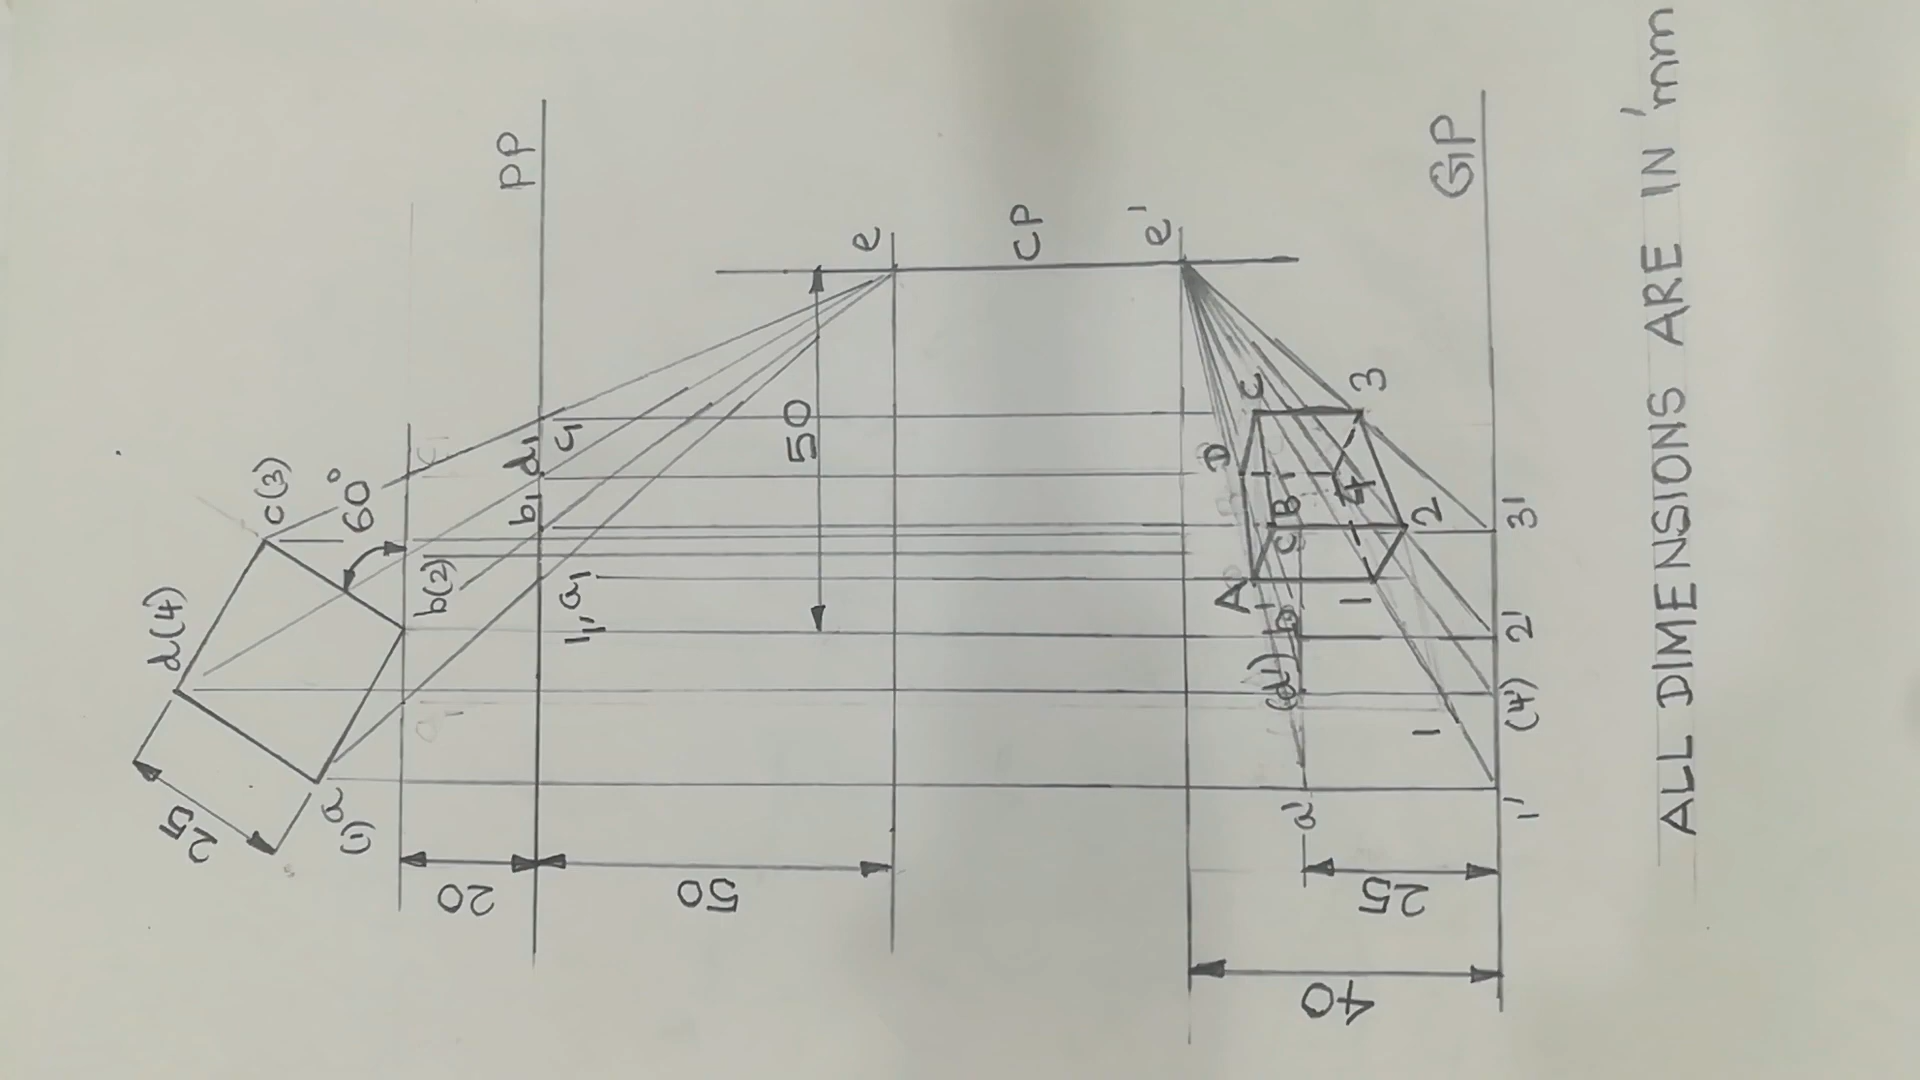 d(4)
c(3)
60°
25
a
(1)
b(2)
20
PP
d1
c1
b1
11, a1
50
50
e
CP
e'
GP
D
C
A
B
c'
b'
(d')
a'
3
4
2
1
1
3'
2'
(4')
1'
25
40
ALL DIMENSIONS ARE IN 'mm